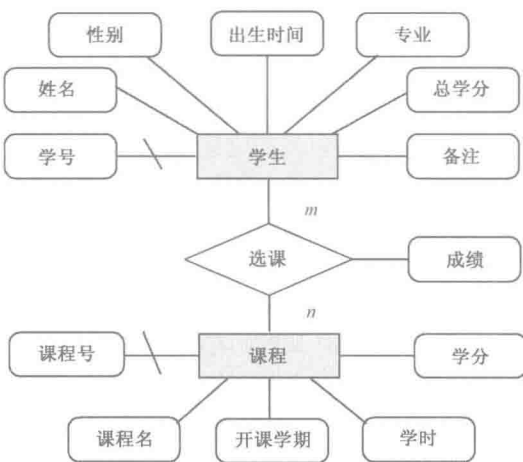 性别 出生时间 专业
姓名 总学分
学号 学生 备注
m
选课 成绩
n
课程号 课程 学分
课程名 开课学期 学时